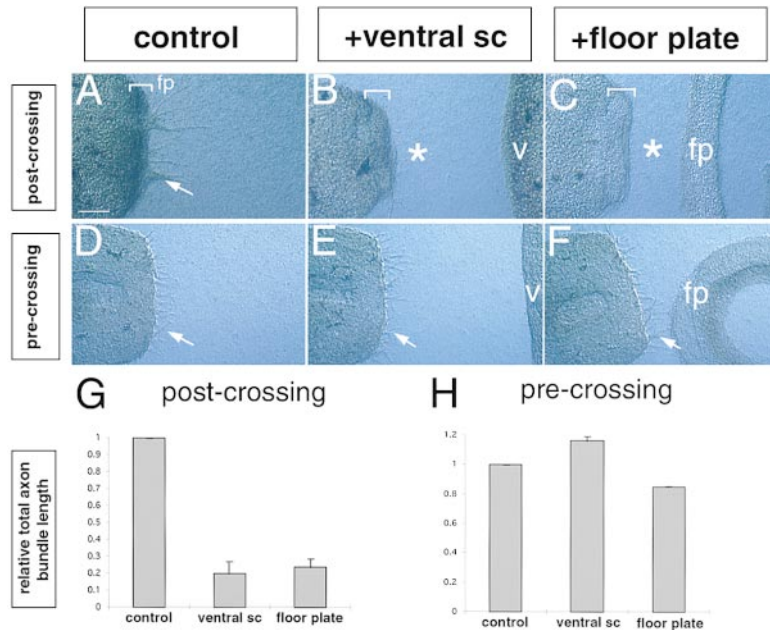 control
+ventral sc
+floor plate
post-crossing
A
fp
B
*
v
C
*
fp
pre-crossing
D
E
v
F
fp
G
post-crossing
H
pre-crossing
relative total axon
bundle length
1
0.9
0.8
0.7
0.6
0.5
0.4
0.3
0.2
0.1
0
control
ventral sc
floor plate
1.2
1
0.8
0.6
0.4
0.2
0
control
ventral sc
floor plate